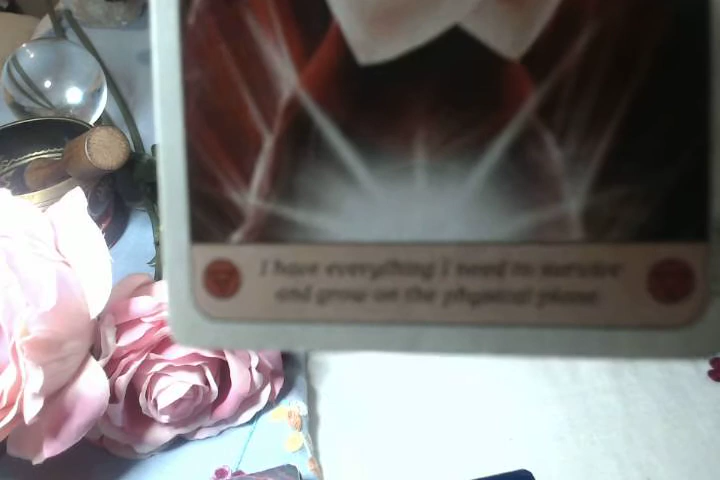 I have everything I need to survive
and grow on the physical plane